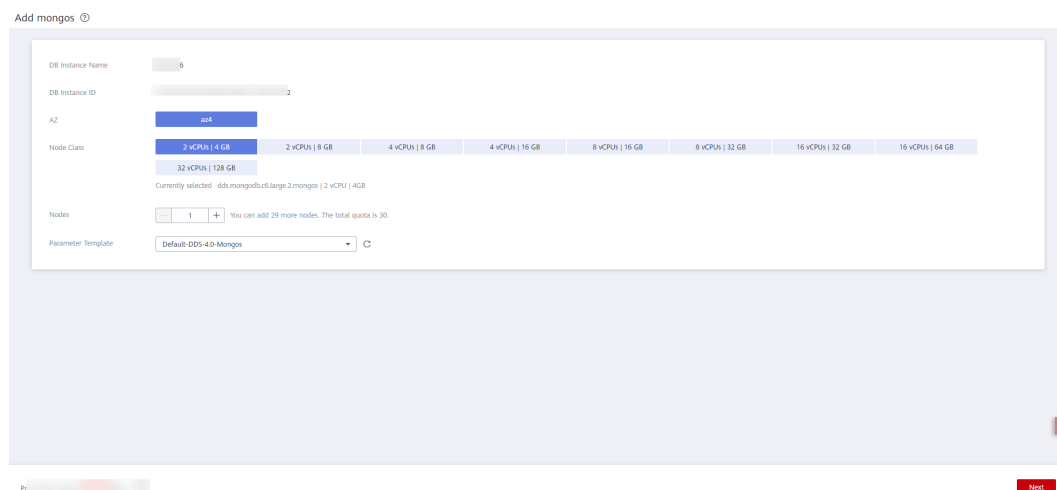 Add mongos
DB Instance Name 6
DB Instance ID 2
AZ az4
Node Class 2 vCPUs | 4 GB 2 vCPUs | 8 GB 4 vCPUs | 8 GB 4 vCPUs | 16 GB 8 vCPUs | 16 GB 8 vCPUs | 32 GB 16 vCPUs | 32 GB 16 vCPUs | 64 GB
32 vCPUs | 128 GB
Currently selected dds.mongodb.c6.large.2.mongos | 2 vCPU | 4GB
Nodes 1 You can add 29 more nodes. The total quota is 30.
Parameter Template Default-DDS-4.0-Mongos
Next